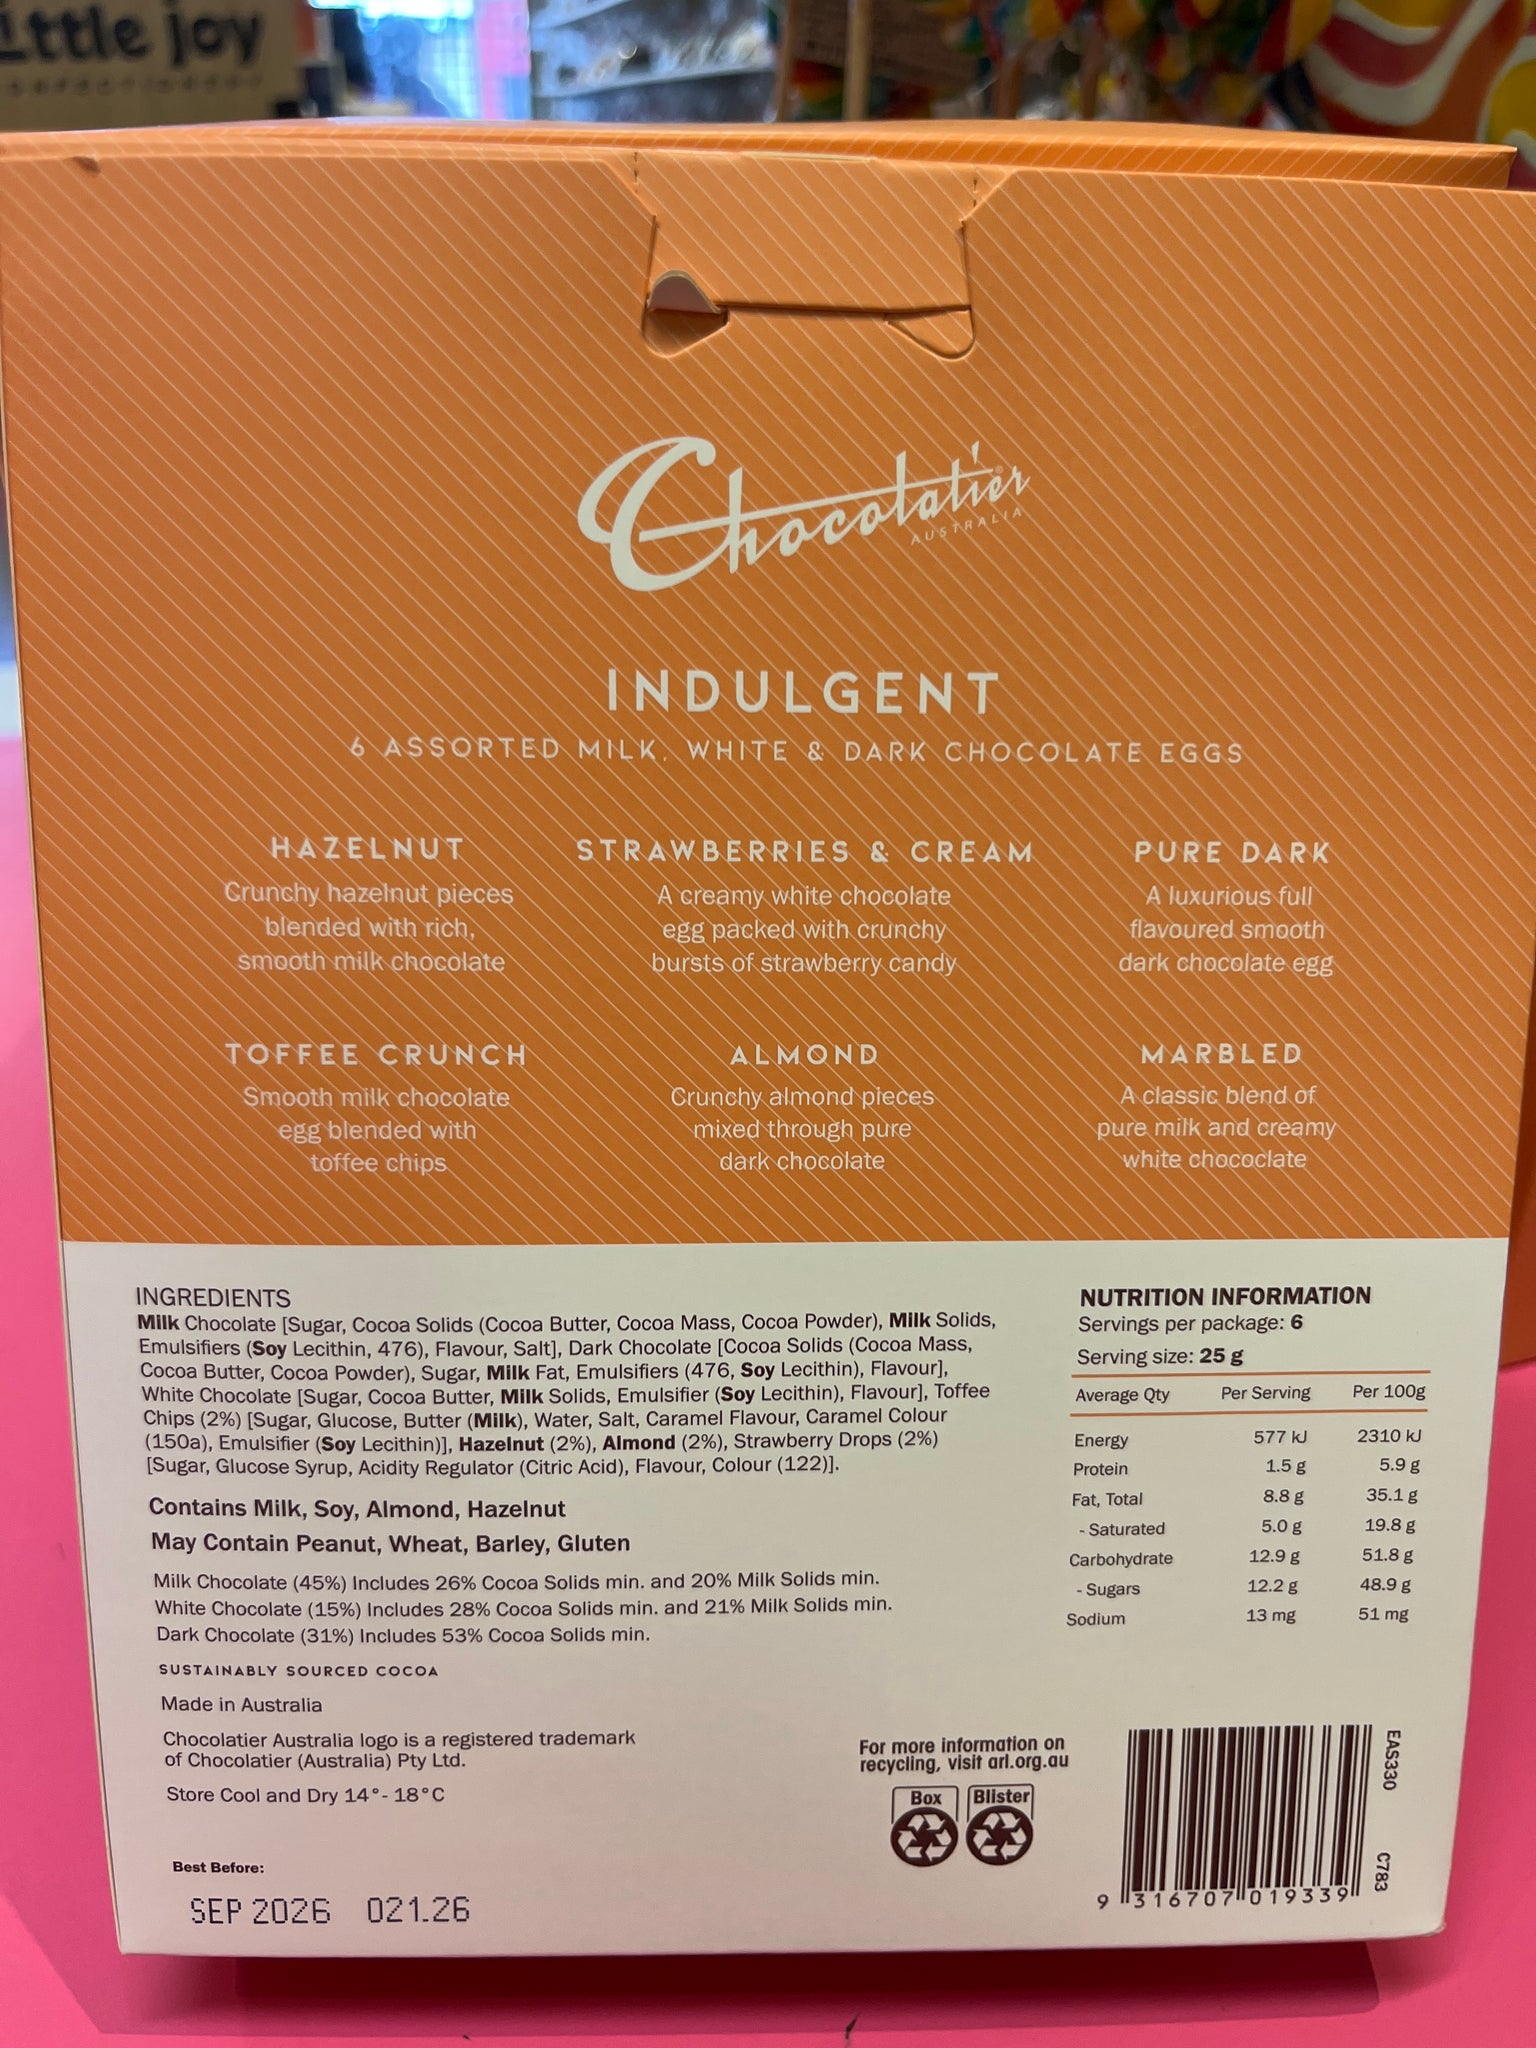 ttle joy
CONFECTIONERY
Chocolatier®
AUSTRALIA
INDULGENT
6 ASSORTED MILK, WHITE & DARK CHOCOLATE EGGS
HAZELNUT
Crunchy hazelnut pieces
blended with rich,
smooth milk chocolate
STRAWBERRIES & CREAM
A creamy white chocolate
egg packed with crunchy
bursts of strawberry candy
PURE DARK
A luxurious full
flavoured smooth
dark chocolate egg
TOFFEE CRUNCH
Smooth milk chocolate
egg blended with
toffee chips
ALMOND
Crunchy almond pieces
mixed through pure
dark chocolate
MARBLED
A classic blend of
pure milk and creamy
white chococlate
INGREDIENTS
Milk Chocolate [Sugar, Cocoa Solids (Cocoa Butter, Cocoa Mass, Cocoa Powder), Milk Solids,
Emulsifiers (Soy Lecithin, 476), Flavour, Salt], Dark Chocolate [Cocoa Solids (Cocoa Mass,
Cocoa Butter, Cocoa Powder), Sugar, Milk Fat, Emulsifiers (476, Soy Lecithin), Flavour],
White Chocolate [Sugar, Cocoa Butter, Milk Solids, Emulsifier (Soy Lecithin), Flavour], Toffee
Chips (2%) [Sugar, Glucose, Butter (Milk), Water, Salt, Caramel Flavour, Caramel Colour
(150a), Emulsifier (Soy Lecithin)], Hazelnut (2%), Almond (2%), Strawberry Drops (2%)
[Sugar, Glucose Syrup, Acidity Regulator (Citric Acid), Flavour, Colour (122)].
Contains Milk, Soy, Almond, Hazelnut
May Contain Peanut, Wheat, Barley, Gluten
Milk Chocolate (45%) Includes 26% Cocoa Solids min. and 20% Milk Solids min.
White Chocolate (15%) Includes 28% Cocoa Solids min. and 21% Milk Solids min.
Dark Chocolate (31%) Includes 53% Cocoa Solids min.
SUSTAINABLY SOURCED COCOA
Made in Australia
Chocolatier Australia logo is a registered trademark
of Chocolatier (Australia) Pty Ltd.
Store Cool and Dry 14°- 18°C
Best Before:
SEP 2026 021.26
NUTRITION INFORMATION
Servings per package: 6
Serving size: 25 g
Average Qty Per Serving Per 100g
Energy 577 kJ 2310 kJ
Protein 1.5 g 5.9 g
Fat, Total 8.8 g 35.1 g
- Saturated 5.0 g 19.8 g
Carbohydrate 12.9 g 51.8 g
- Sugars 12.2 g 48.9 g
Sodium 13 mg 51 mg
For more information on
recycling, visit arl.org.au
Box Blister
9 316707 019339
EAS330
C783